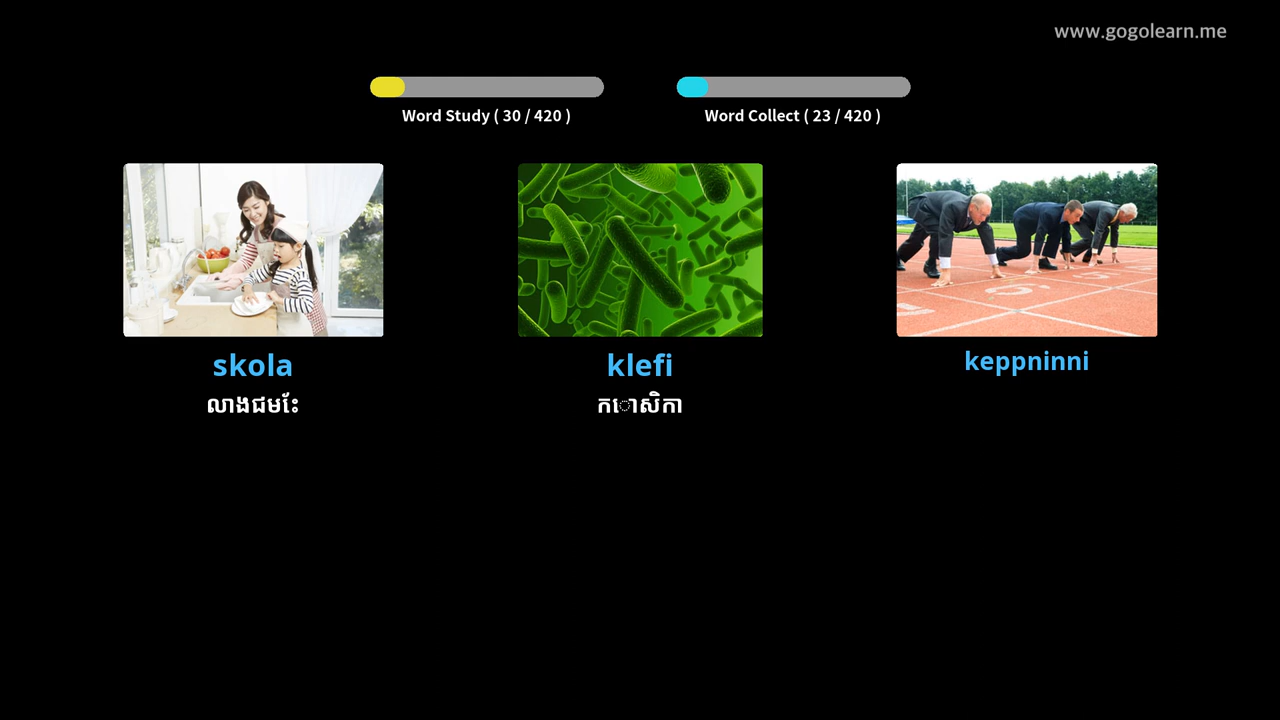 www.gogolearn.me
Word Study ( 30 / 420 )
Word Collect ( 23 / 420 )
skola
klefi
keppninni
លាងជមែះ
កោសិកា